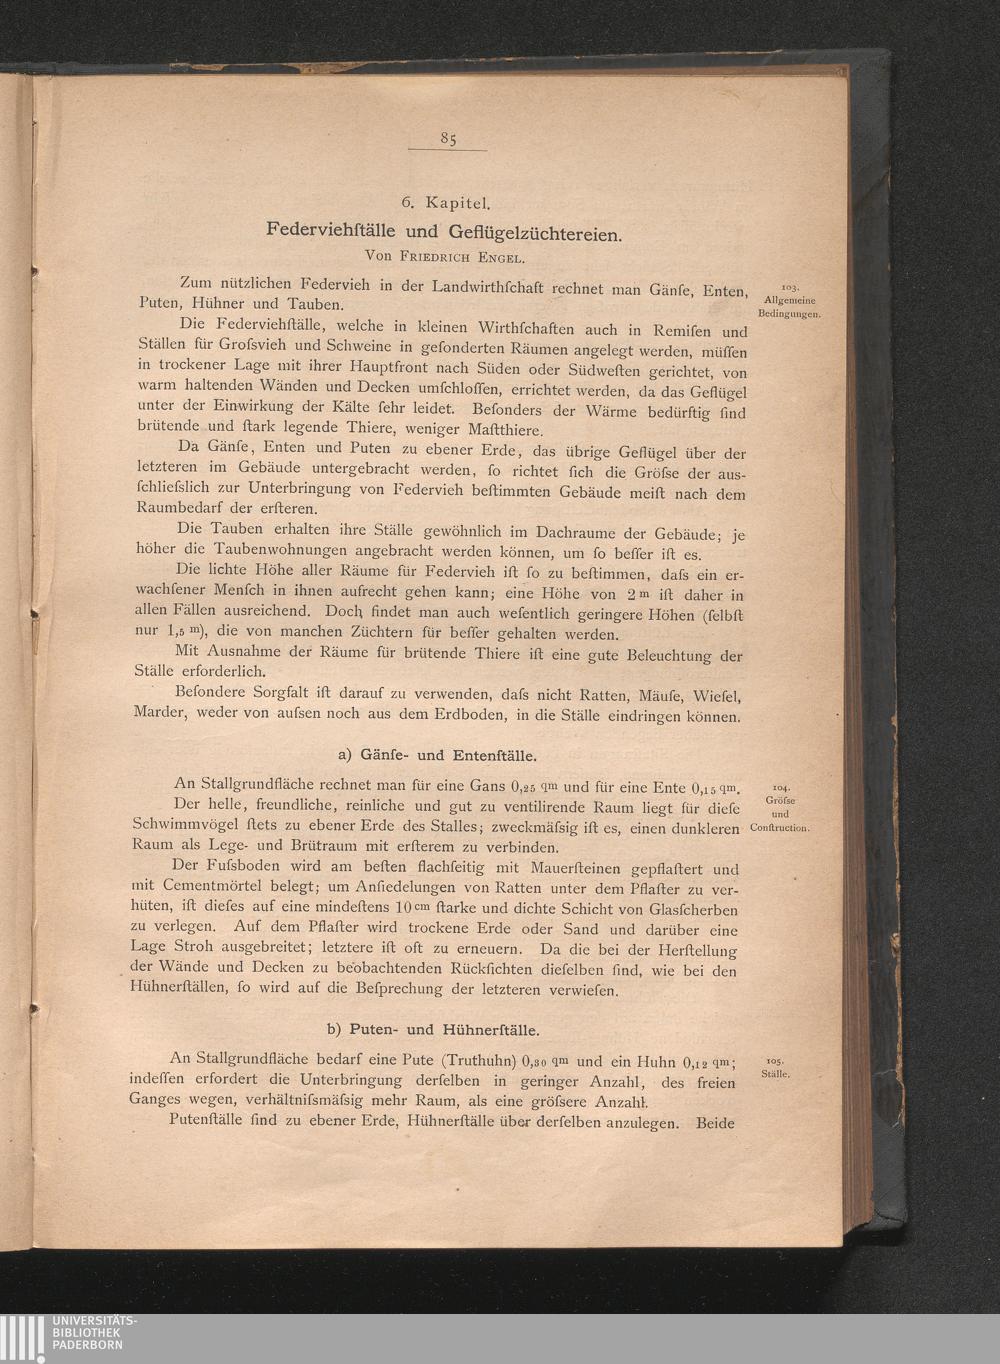 85
6. Kapitel.
Federviehſtälle und Geflügelzüchtereien.
Von Friedrich Engel.
Zum nützlichen Federvieh in der Landwirthſchaft rechnet man Gänſe, Enten,
Puten, Hühner und Tauben.
103.
Allgemeine
Bedingungen.
Die Federviehſtälle, welche in kleinen Wirthſchaften auch in Remiſen und
Ställen für Groſsvieh und Schweine in geſonderten Räumen angelegt werden, müſſen
in trockener Lage mit ihrer Hauptfront nach Süden oder Südweſten gerichtet, von
warm haltenden Wänden und Decken umſchloſſen, errichtet werden, da das Geflügel
unter der Einwirkung der Kälte ſehr leidet. Beſonders der Wärme bedürftig ſind
brütende und ſtark legende Thiere, weniger Maſtthiere.
Da Gänſe, Enten und Puten zu ebener Erde, das übrige Geflügel über der
letzteren im Gebäude untergebracht werden, ſo richtet ſich die Gröſse der aus-
ſchlieſslich zur Unterbringung von Federvieh beſtimmten Gebäude meiſt nach dem
Raumbedarf der erſteren.
Die Tauben erhalten ihre Ställe gewöhnlich im Dachraume der Gebäude; je
höher die Taubenwohnungen angebracht werden können, um ſo beſſer iſt es.
Die lichte Höhe aller Räume für Federvieh iſt ſo zu beſtimmen, daſs ein er-
wachſener Menſch in ihnen aufrecht gehen kann; eine Höhe von 2 m iſt daher in
allen Fällen ausreichend. Doch findet man auch weſentlich geringere Höhen (ſelbſt
nur 1,5 m), die von manchen Züchtern für beſſer gehalten werden.
Mit Ausnahme der Räume für brütende Thiere iſt eine gute Beleuchtung der
Ställe erforderlich.
Beſondere Sorgfalt iſt darauf zu verwenden, daſs nicht Ratten, Mäuſe, Wieſel,
Marder, weder von auſsen noch aus dem Erdboden, in die Ställe eindringen können.
a) Gänſe- und Entenſtälle.
An Stallgrundfläche rechnet man für eine Gans 0,25 qm und für eine Ente 0,15 qm.
104.
Gröſse
und
Conſtruction.
Der helle, freundliche, reinliche und gut zu ventilirende Raum liegt für dieſe
Schwimmvögel ſtets zu ebener Erde des Stalles; zweckmäſsig iſt es, einen dunkleren
Raum als Lege- und Brütraum mit erſterem zu verbinden.
Der Fuſsboden wird am beſten flachſeitig mit Mauerſteinen gepflaſtert und
mit Cementmörtel belegt; um Anſiedelungen von Ratten unter dem Pflaſter zu ver-
hüten, iſt dieſes auf eine mindeſtens 10 cm ſtarke und dichte Schicht von Glasſcherben
zu verlegen. Auf dem Pflaſter wird trockene Erde oder Sand und darüber eine
Lage Stroh ausgebreitet; letztere iſt oft zu erneuern. Da die bei der Herſtellung
der Wände und Decken zu beobachtenden Rückſichten dieſelben ſind, wie bei den
Hühnerſtällen, ſo wird auf die Beſprechung der letzteren verwieſen.
b) Puten- und Hühnerſtälle.
An Stallgrundfläche bedarf eine Pute (Truthuhn) 0,30 qm und ein Huhn 0,12 qm;
105.
Ställe.
indeſſen erfordert die Unterbringung derſelben in geringer Anzahl, des freien
Ganges wegen, verhältniſsmäſsig mehr Raum, als eine gröſsere Anzahl.
Putenſtälle ſind zu ebener Erde, Hühnerſtälle über derſelben anzulegen. Beide
UNIVERSITÄTS-
BIBLIOTHEK
PADERBORN